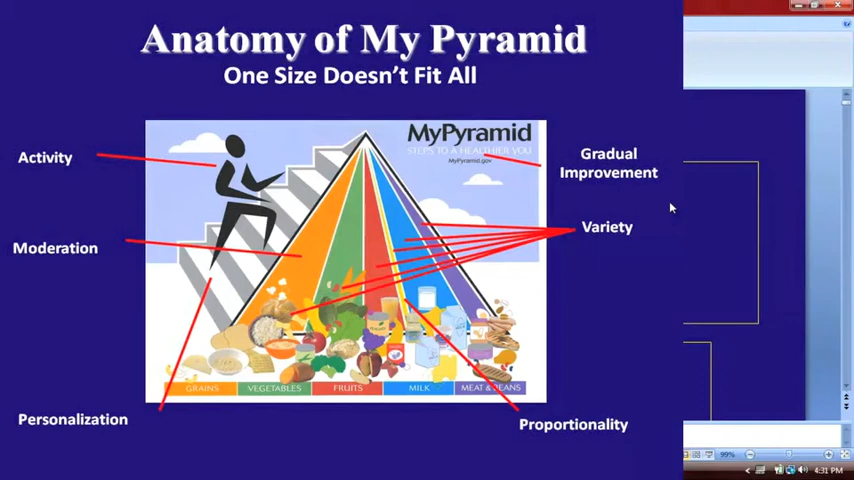 Anatomy of My Pyramid
One Size Doesn't Fit All
MyPyramid
STEPS TO A HEALTHIER YOU
MyPyramid.gov
Activity
Gradual
Improvement
Variety
Moderation
GRAINS
VEGETABLES
FRUITS
MILK
MEAT & BEANS
Personalization
Proportionality
99%
4:31 PM